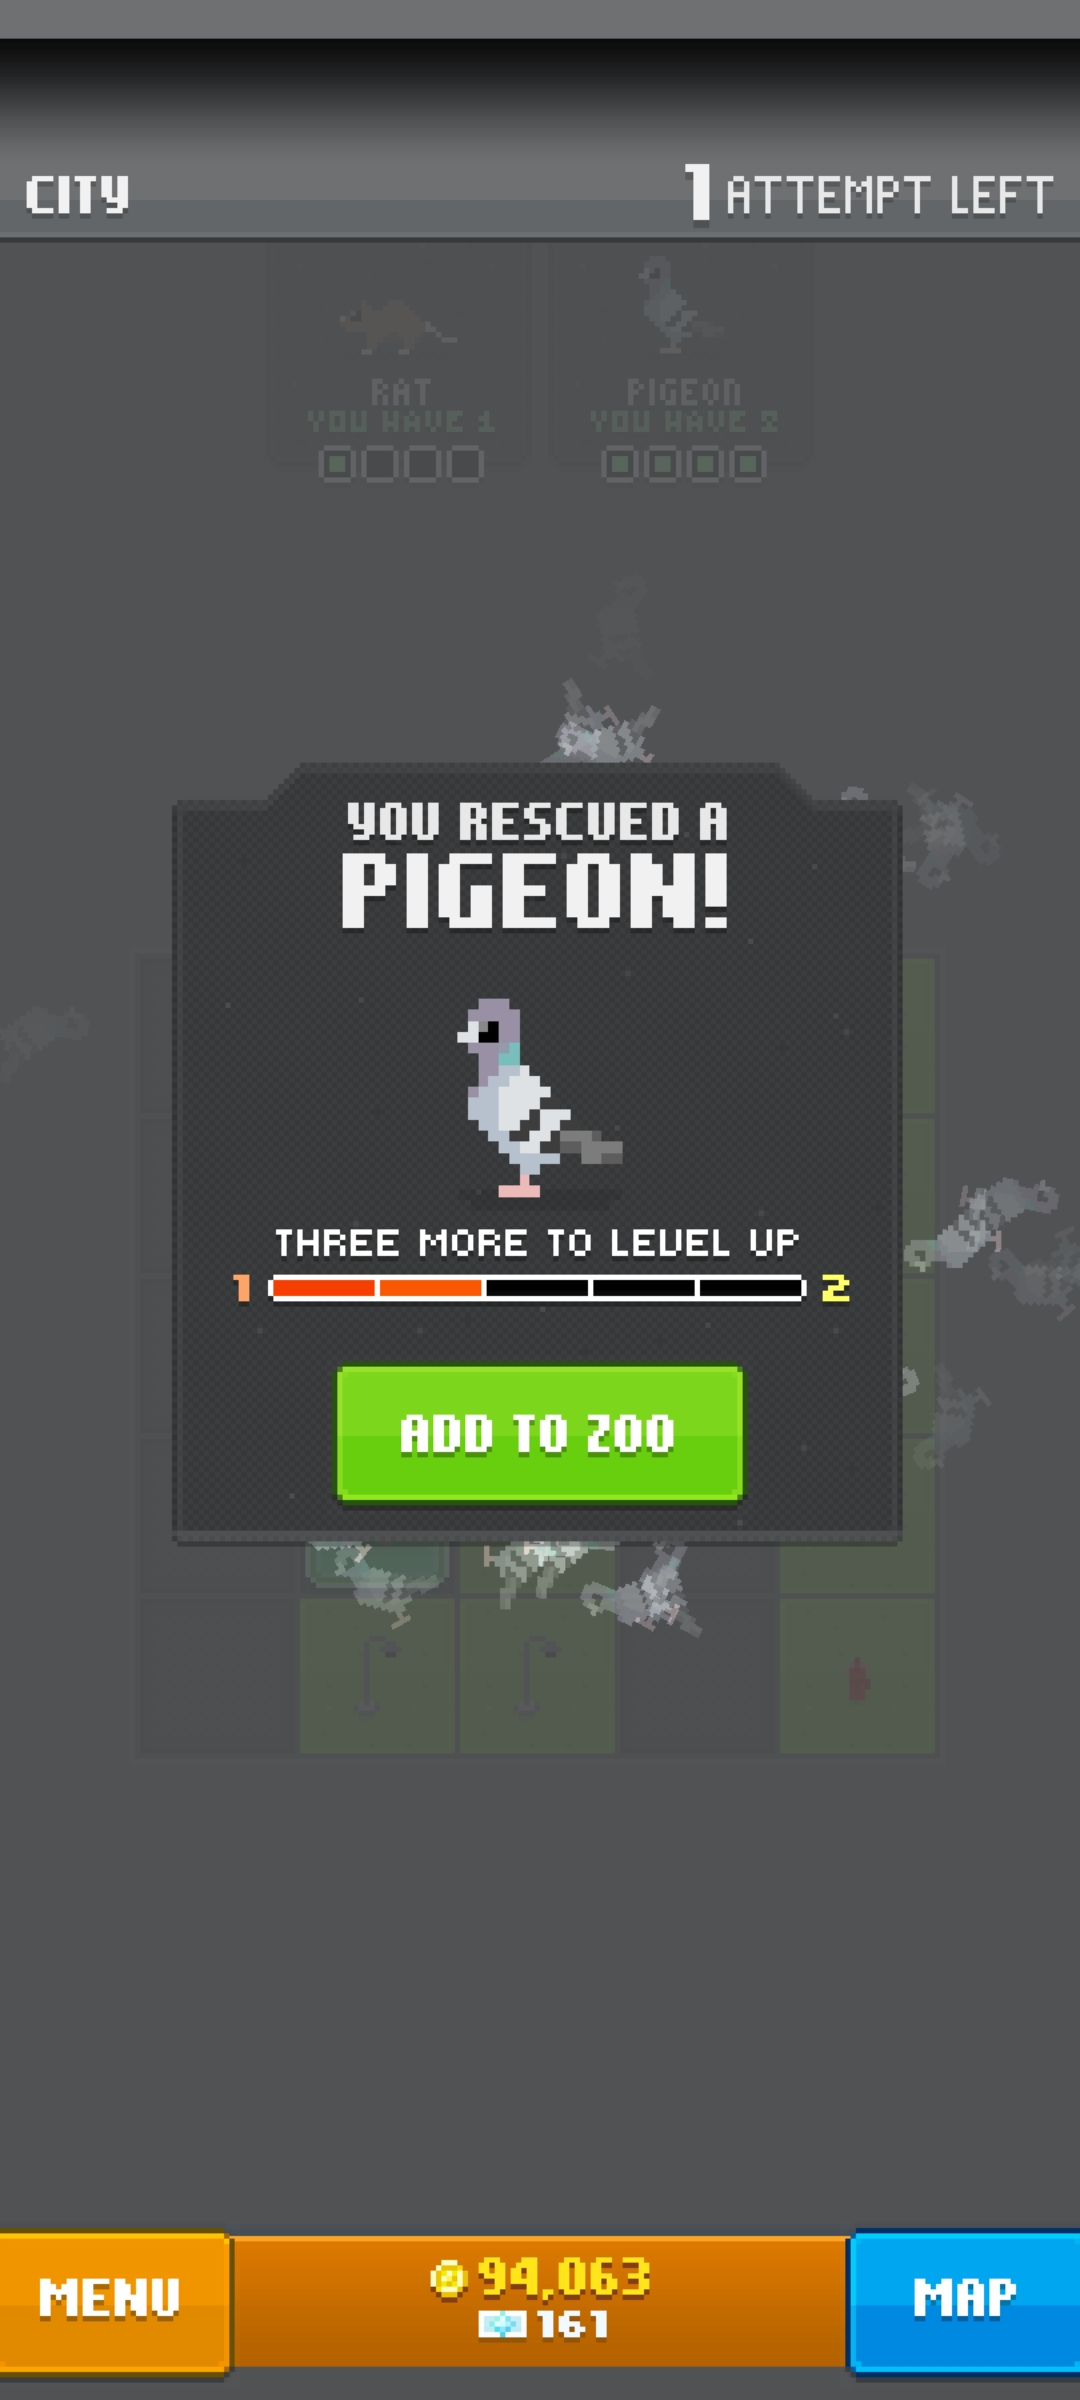 CITY
1 ATTEMPT LEFT
RAT
PIGEON
YOU HAVE 1
YOU HAVE 2
YOU RESCUED A
PIGEON!
THREE MORE TO LEVEL UP
1
2
ADD TO ZOO
MENU
94,063
161
MAP